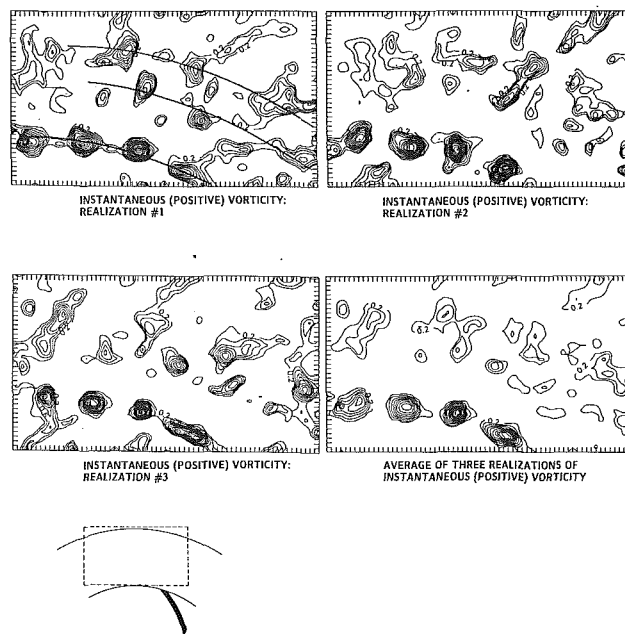 INSTANTANEOUS (POSITIVE) VORTICITY:
REALIZATION #1
INSTANTANEOUS (POSITIVE) VORTICITY:
REALIZATION #2
INSTANTANEOUS (POSITIVE) VORTICITY:
REALIZATION #3
AVERAGE OF THREE REALIZATIONS OF
INSTANTANEOUS (POSITIVE) VORTICITY